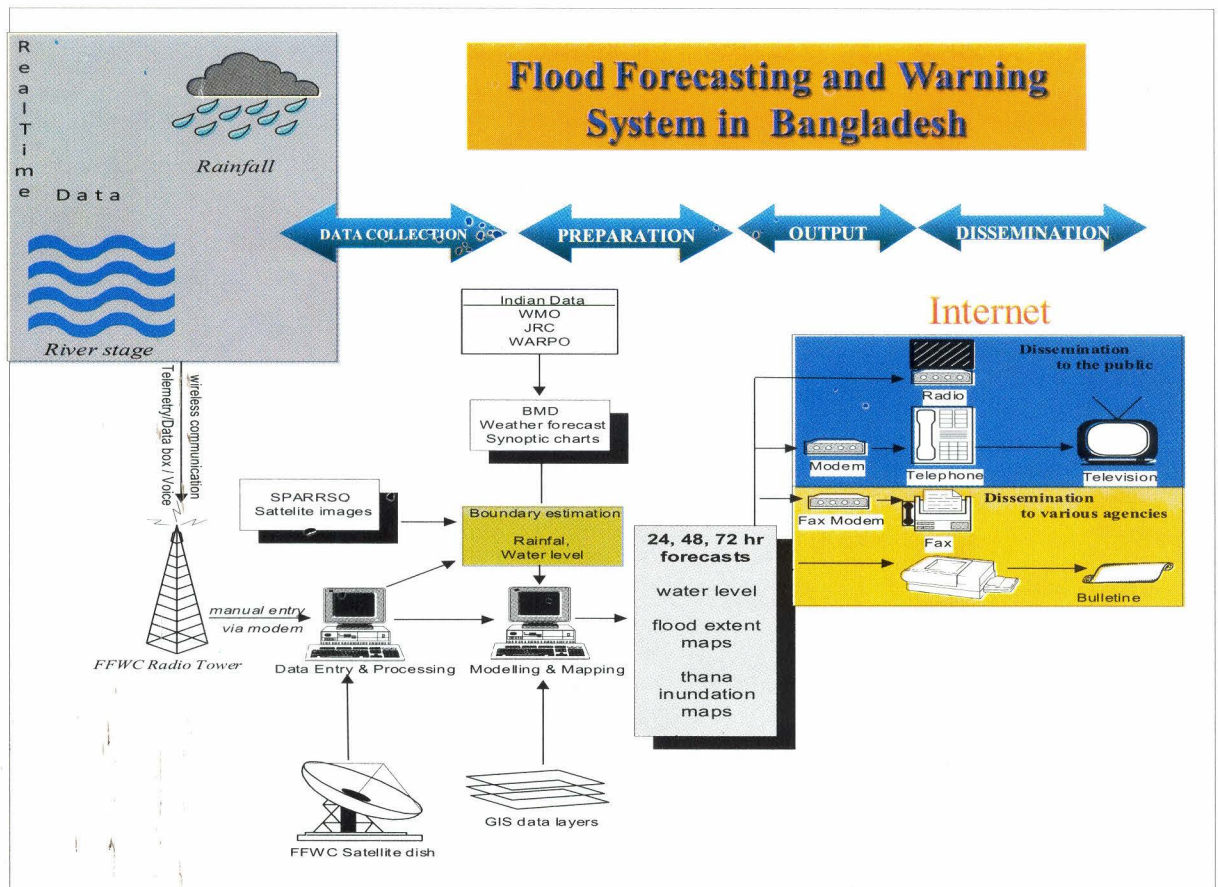 Flood Forecasting and Warning
System in Bangladesh
RealTime
Data
Rainfall
River stage
DATA COLLECTION
PREPARATION
OUTPUT
DISSEMINATION
Indian Data
WMO
JRC
WARPO
Internet
Dissemination
to the public
Radio
Modem
Telephone
Television
wireless communication
Telemetry/Data box / Voice
BMD
Weather forecast
Synoptic charts
SPARRSO
Sattelite images
Boundary estimation
Rainfal,
Water level
Fax Modem
Fax
Dissemination
to various agencies
Bulletine
24, 48, 72 hr
forecasts
water level
flood extent
maps
thana
inundation
maps
manual entry
via modem
FFWC Radio Tower
Data Entry & Processing
Modelling & Mapping
FFWC Satellite dish
GIS data layers